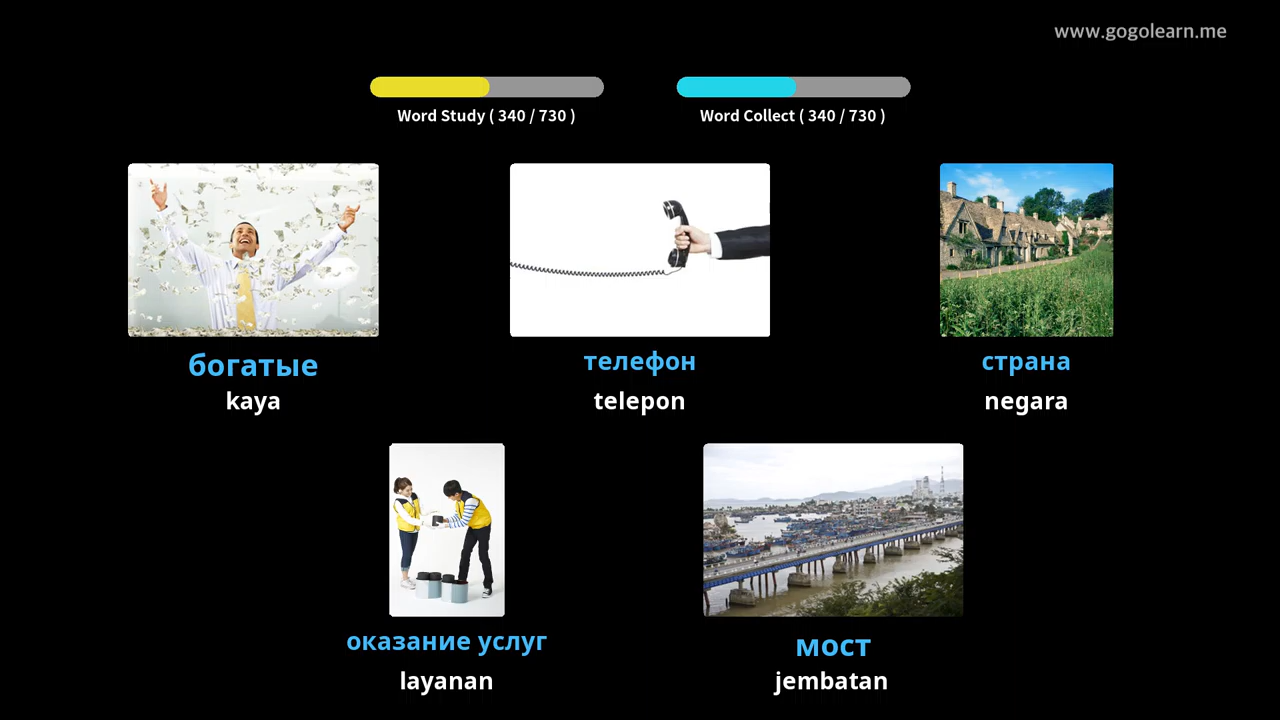 www.gogolearn.me
Word Study ( 340 / 730 )
Word Collect ( 340 / 730 )
богатые
kaya
телефон
telepon
страна
negara
оказание услуг
layanan
мост
jembatan